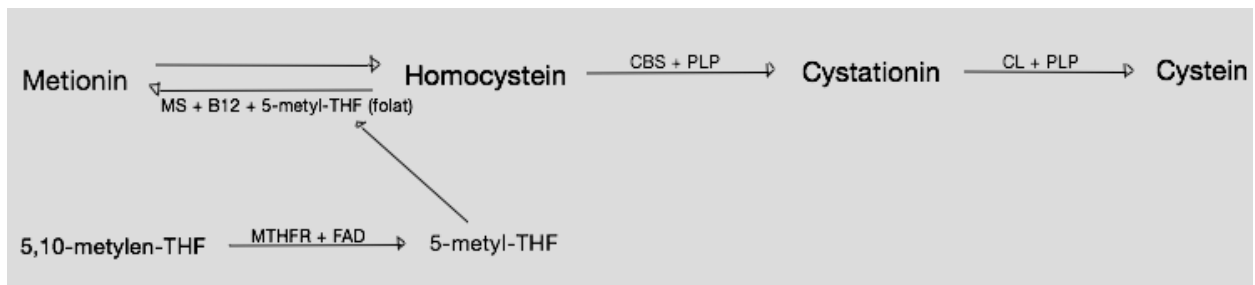 Metionin
Homocystein
CBS + PLP
Cystationin
CL + PLP
Cystein
MS + B12 + 5-metyl-THF (folat)
5,10-metylen-THF
MTHFR + FAD
5-metyl-THF